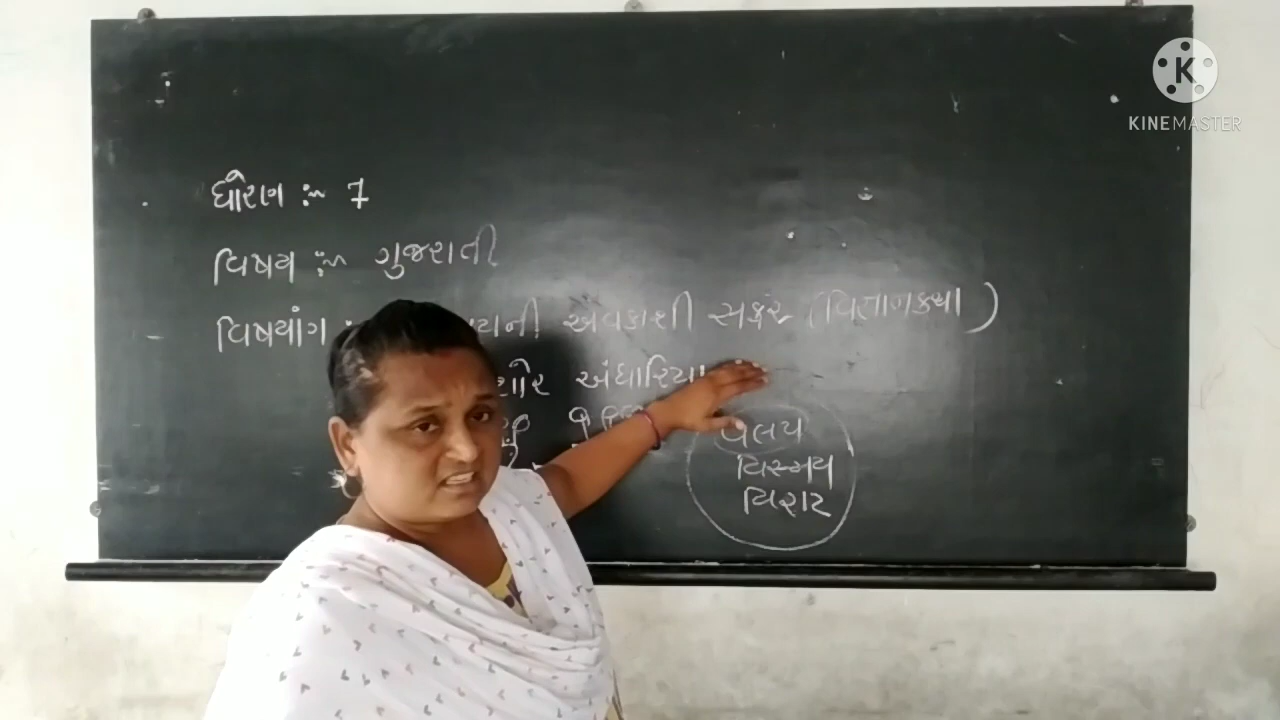 KINEMASTER
ધોરણ :~ 7
વિષય :~ ગુજરાતી
વિષયાંગ : અવકાશી સફર (વિજ્ઞાનકથા)
અંધારિયા
વલય
વિસ્મય
વિરાટ